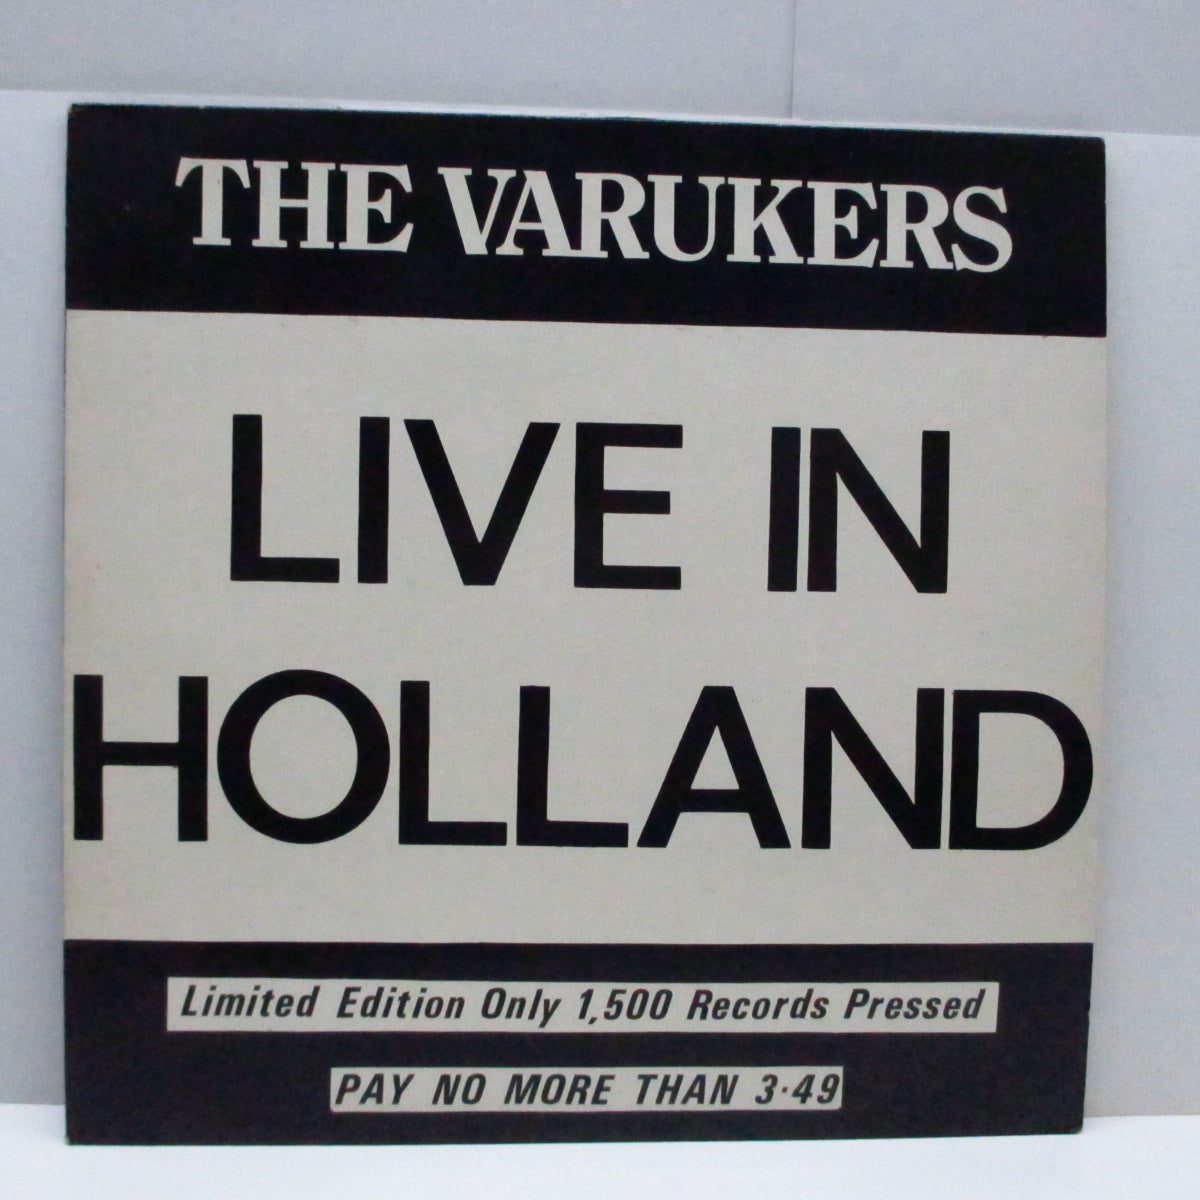 THE VARUKERS
LIVE IN
HOLLAND
Limited Edition Only 1,500 Records Pressed
PAY NO MORE THAN 3·49